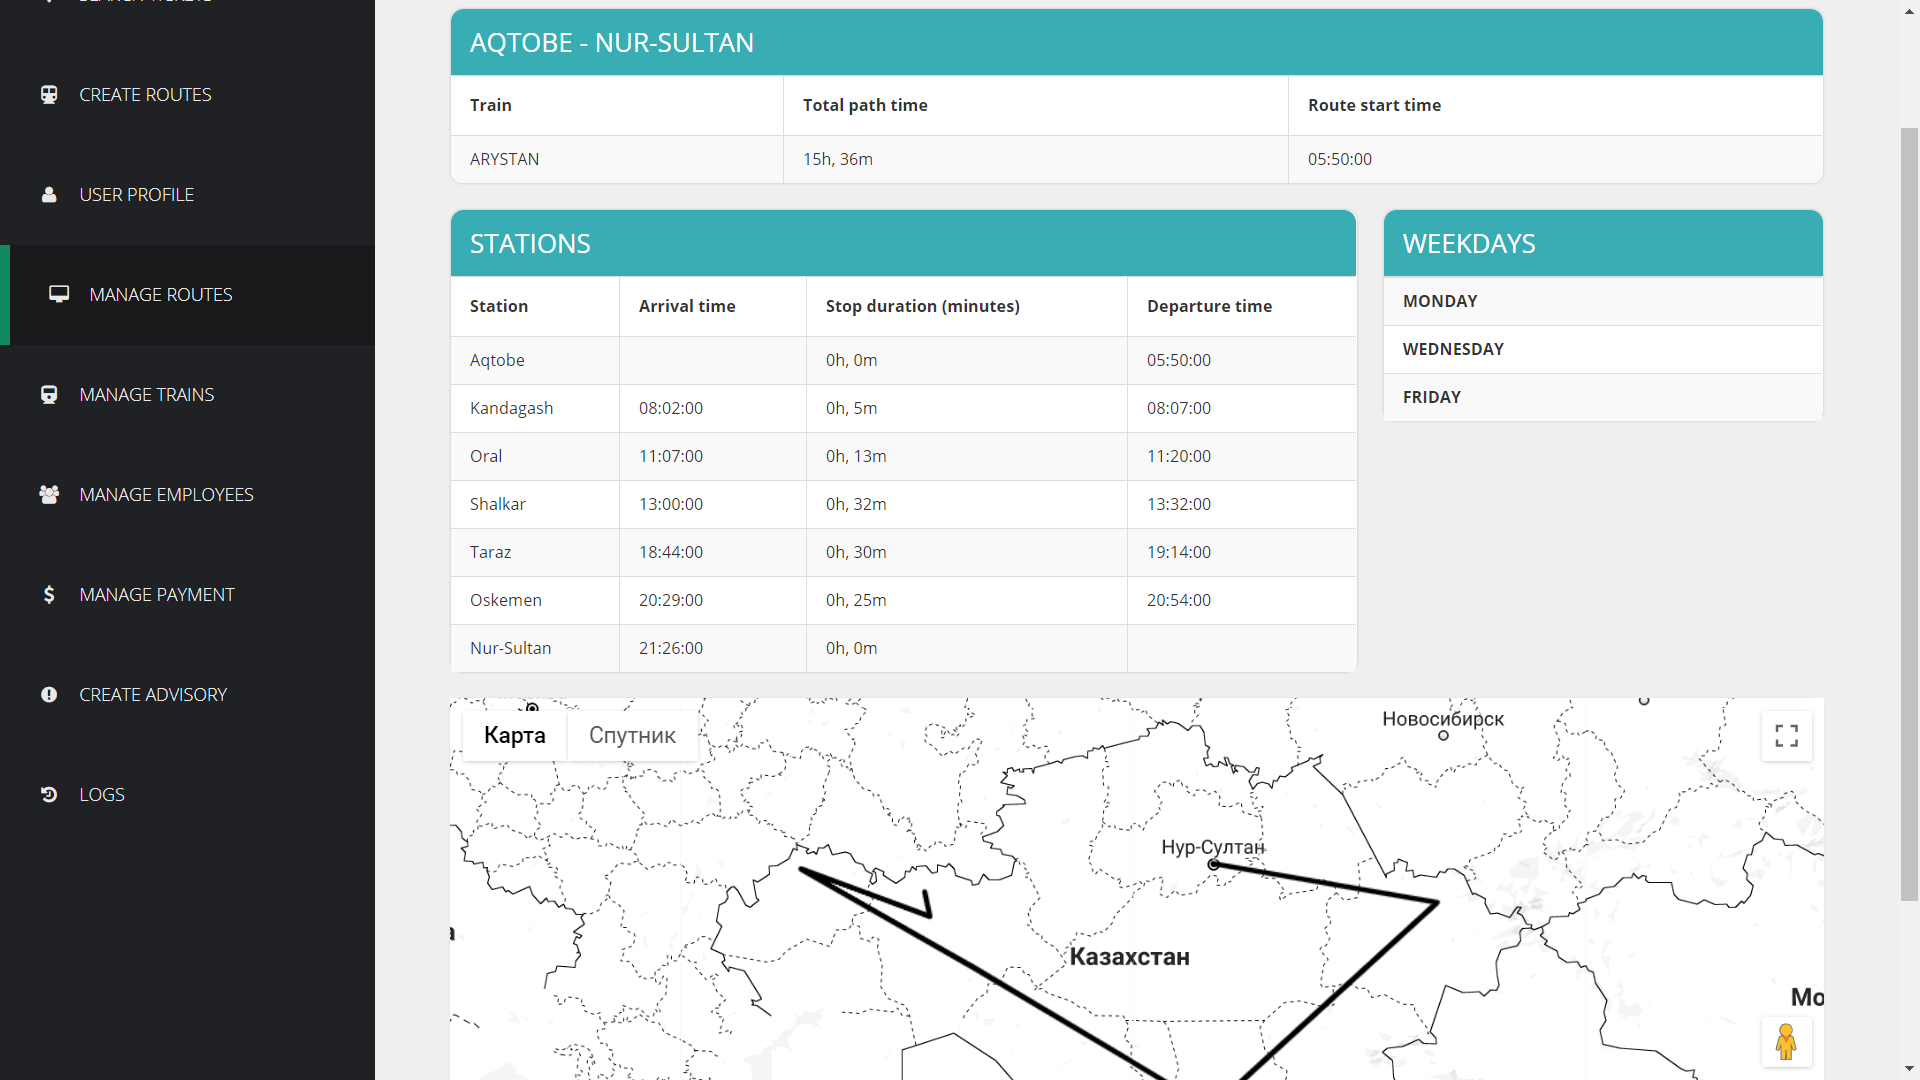 CREATE ROUTES
USER PROFILE
MANAGE ROUTES
MANAGE TRAINS
MANAGE EMPLOYEES
MANAGE PAYMENT
CREATE ADVISORY
LOGS
AQTOBE - NUR-SULTAN
Train Total path time Route start time
ARYSTAN 15h, 36m 05:50:00
STATIONS
Station Arrival time Stop duration (minutes) Departure time
Aqtobe 0h, 0m 05:50:00
Kandagash 08:02:00 0h, 5m 08:07:00
Oral 11:07:00 0h, 13m 11:20:00
Shalkar 13:00:00 0h, 32m 13:32:00
Taraz 18:44:00 0h, 30m 19:14:00
Oskemen 20:29:00 0h, 25m 20:54:00
Nur-Sultan 21:26:00 0h, 0m
WEEKDAYS
MONDAY
WEDNESDAY
FRIDAY
Карта Спутник
Новосибирск
Нур-Султан
Казахстан